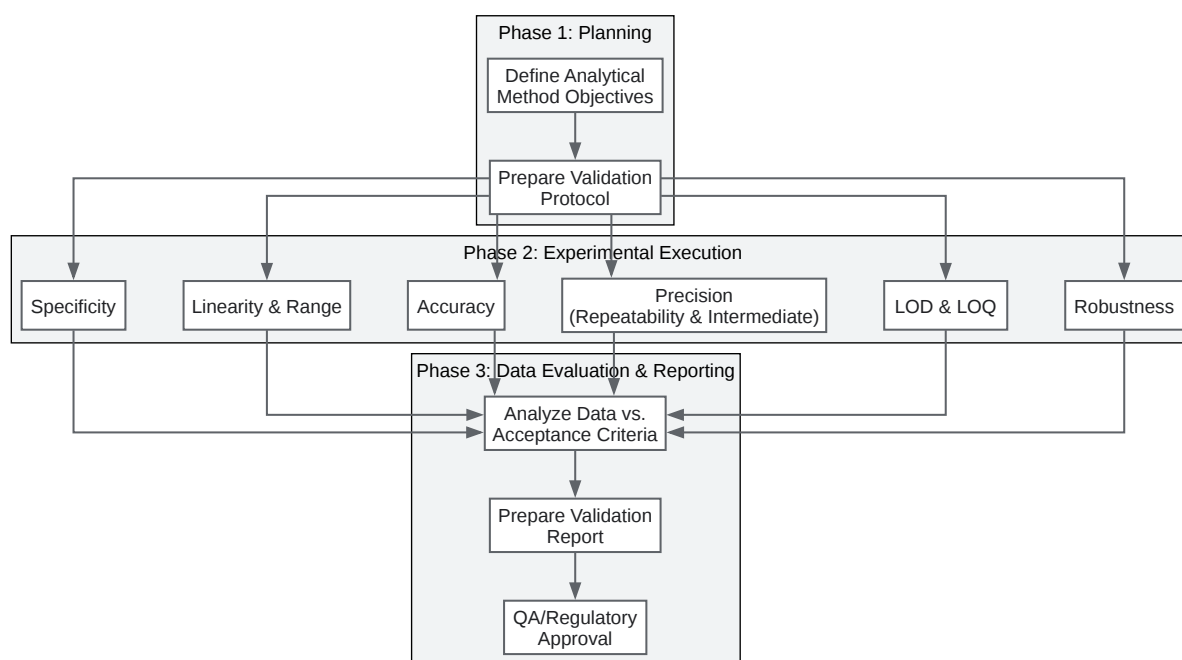 Phase 1: Planning
Define Analytical
Method Objectives
Prepare Validation
Protocol
Phase 2: Experimental Execution
Specificity
Linearity & Range
Accuracy
Precision
(Repeatability & Intermediate)
LOD & LOQ
Robustness
Phase 3: Data Evaluation & Reporting
Analyze Data vs.
Acceptance Criteria
Prepare Validation
Report
QA/Regulatory
Approval